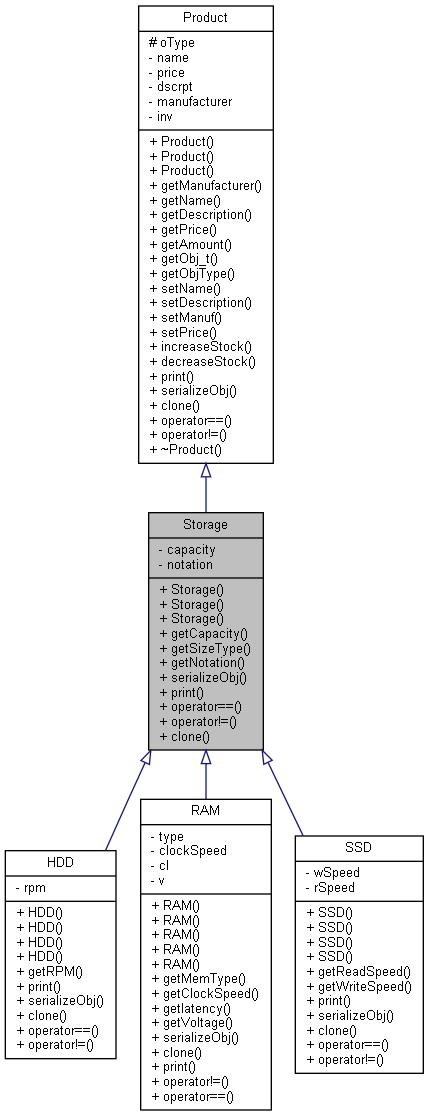 Product
# oType
- name
- price
- dscrpt
- manufacturer
- inv
+ Product()
+ Product()
+ Product()
+ getManufacturer()
+ getName()
+ getDescription()
+ getPrice()
+ getAmount()
+ getObj_t()
+ getObjType()
+ setName()
+ setDescription()
+ setManuf()
+ setPrice()
+ increaseStock()
+ decreaseStock()
+ print()
+ serializeObj()
+ clone()
+ operator==()
+ operator!=()
+ ~Product()
Storage
- capacity
- notation
+ Storage()
+ Storage()
+ Storage()
+ getCapacity()
+ getSizeType()
+ getNotation()
+ serializeObj()
+ print()
+ operator==()
+ operator!=()
+ clone()
HDD
- rpm
+ HDD()
+ HDD()
+ HDD()
+ HDD()
+ getRPM()
+ print()
+ serializeObj()
+ clone()
+ operator==()
+ operator!=()
RAM
- type
- clockSpeed
- cl
- v
+ RAM()
+ RAM()
+ RAM()
+ RAM()
+ RAM()
+ getMemType()
+ getClockSpeed()
+ getlatency()
+ getVoltage()
+ serializeObj()
+ clone()
+ print()
+ operator!=()
+ operator==()
SSD
- wSpeed
- rSpeed
+ SSD()
+ SSD()
+ SSD()
+ SSD()
+ getReadSpeed()
+ getWriteSpeed()
+ print()
+ serializeObj()
+ clone()
+ operator==()
+ operator!=()